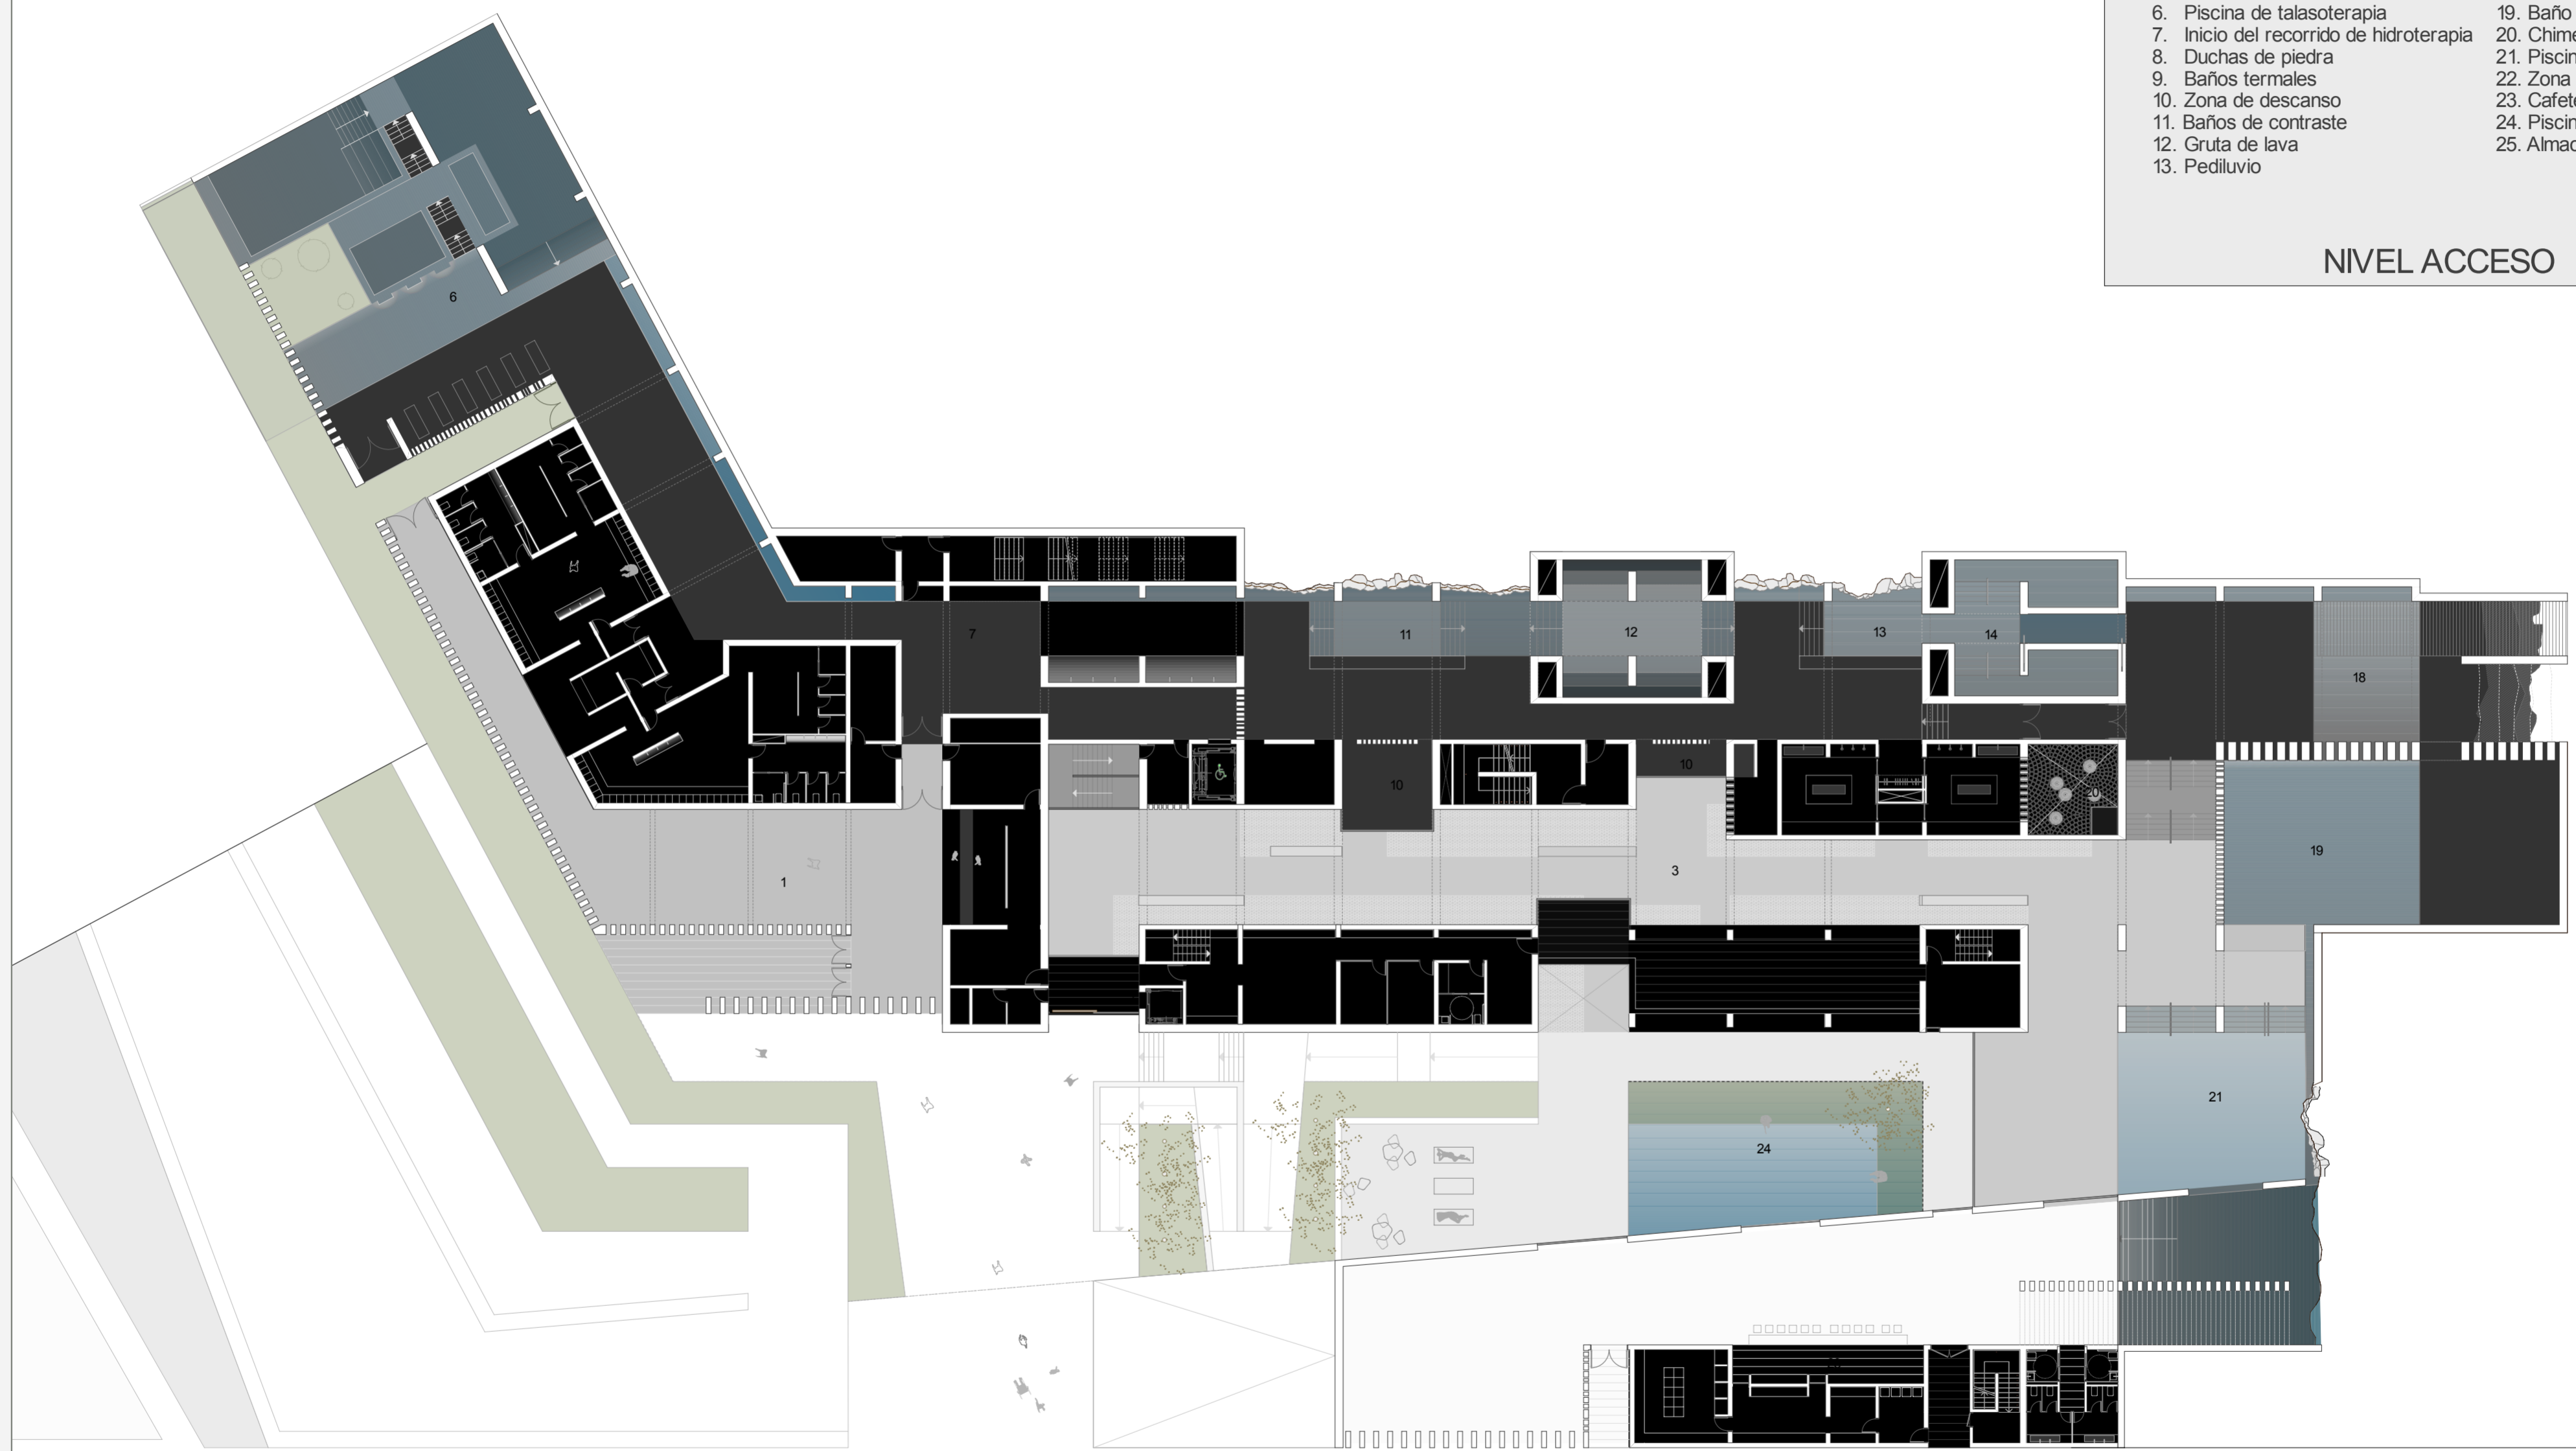 6. Piscina de talasoterapia
7. Inicio del recorrido de hidroterapia
8. Duchas de piedra
9. Baños termales
10. Zona de descanso
11. Baños de contraste
12. Gruta de lava
13. Pediluvio
19. Baño
20. Chime
21. Piscin
22. Zona
23. Cafete
24. Piscin
25. Almac
NIVEL ACCESO
6
7
11
12
13
14
18
10
10
20
19
1
3
24
21